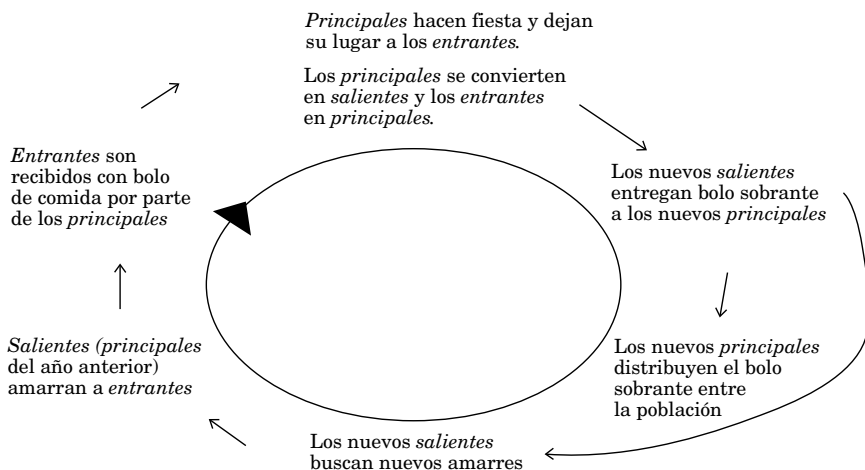 Principales hacen fiesta y dejan
su lugar a los entrantes.
Los principales se convierten
en salientes y los entrantes
en principales.
Los nuevos salientes
entregan bolo sobrante
a los nuevos principales
Los nuevos principales
distribuyen el bolo
sobrante entre
la población
Los nuevos salientes
buscan nuevos amarres
Salientes (principales
del año anterior)
amarran a entrantes
Entrantes son
recibidos con bolo
de comida por parte
de los principales